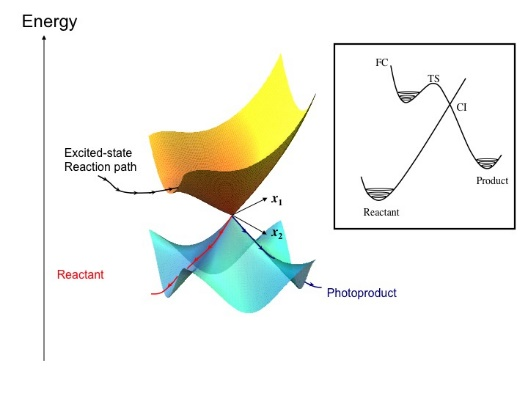 Energy
FC
TS
CI
Product
Reactant
Excited-state
Reaction path
x₁
x₂
Reactant
Photoproduct